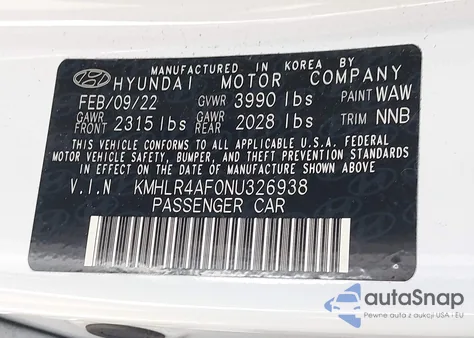 MANUFACTURED IN KOREA BY
HYUNDAI MOTOR COMPANY
FEB/09/22 GVWR 3990 lbs PAINT WAW
GAWR FRONT 2315 lbs GAWR REAR 2028 lbs TRIM NNB
THIS VEHICLE CONFORMS TO ALL APPLICABLE U.S.A. FEDERAL
MOTOR VEHICLE SAFETY, BUMPER, AND THEFT PREVENTION STANDARDS
IN EFFECT ON THE DATE OF MANUFACTURE SHOWN ABOVE.
V.I.N KMHLR4AF0NU326938
PASSENGER CAR
autoSnap
Pewne auta z aukcji USA i EU